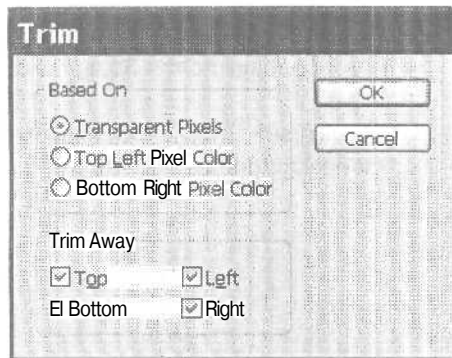 Trim
Based On
Transparent Pixels
Top Left Pixel Color
Bottom Right Pixel Color
OK
Cancel
Trim Away
Top Left
El Bottom Right